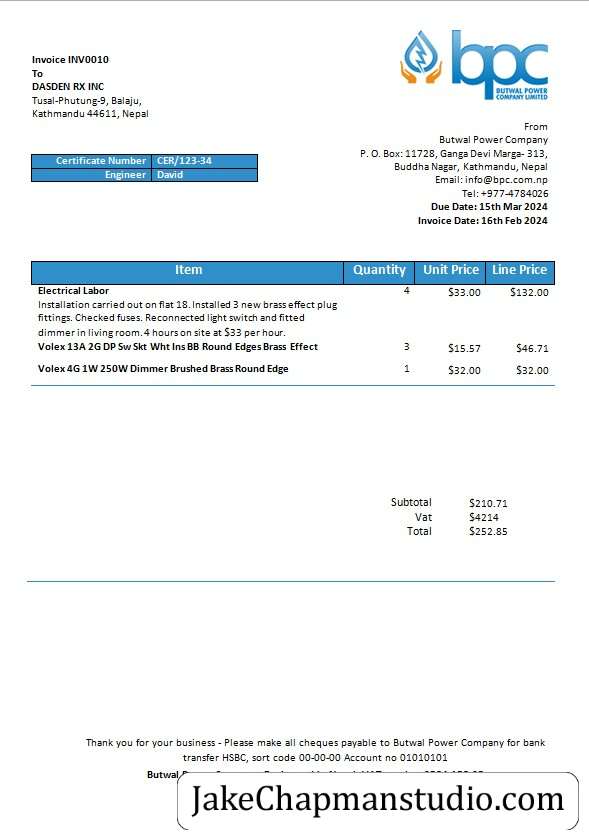 Invoice INV0010
To
DASDEN RX INC
Tusal-Phutung-9, Balaju,
Kathmandu 44611, Nepal
bpc
BUTWAL POWER
COMPANY LIMITED
From
Butwal Power Company
P. O. Box: 11728, Ganga Devi Marga- 313,
Buddha Nagar, Kathmandu, Nepal
Email: info@bpc.com.np
Tel: +977-4784026
Due Date: 15th Mar 2024
Invoice Date: 16th Feb 2024
Certificate Number CER/123-34
Engineer David
Item Quantity Unit Price Line Price
Electrical Labor 4 $33.00 $132.00
Installation carried out on flat 18. Installed 3 new brass effect plug
fittings. Checked fuses. Reconnected light switch and fitted
dimmer in living room. 4 hours on site at $33 per hour.
Volex 13A 2G DP Sw Skt Wht Ins BB Round Edges Brass Effect 3 $15.57 $46.71
Volex 4G 1W 250W Dimmer Brushed Brass Round Edge 1 $32.00 $32.00
Subtotal $210.71
Vat $4214
Total $252.85
Thank you for your business - Please make all cheques payable to Butwal Power Company for bank
transfer HSBC, sort code 00-00-00 Account no 01010101
Butwal
JakeChapmanstudio.com